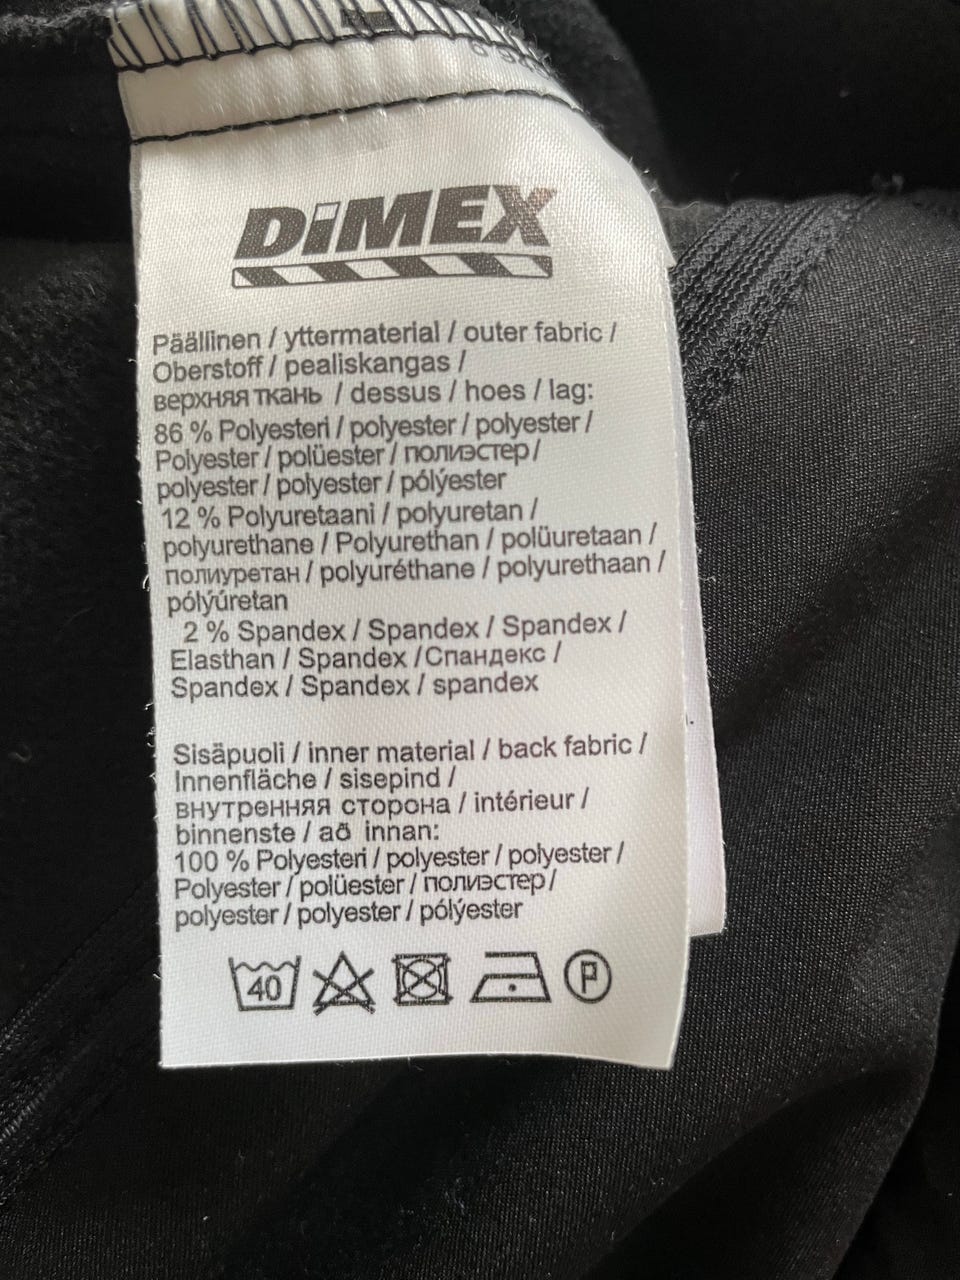 DiMEX
Päällinen / yttermaterial / outer fabric /
Oberstoff / pealiskangas /
верхняя ткань / dessus / hoes / lag:
86 % Polyesteri / polyester / polyester /
Polyester / polüester / полиэстер /
polyester / polyester / pólýester
12 % Polyuretaani / polyuretan /
polyurethane / Polyurethan / polüuretaan /
полиуретан / polyuréthane / polyurethaan /
pólýúretan
2 % Spandex / Spandex / Spandex /
Elasthan / Spandex /Спандекс /
Spandex / Spandex / spandex
Sisäpuoli / inner material / back fabric /
Innenfläche / sisepind /
внутренняя сторона / intérieur /
binnenste / að innan:
100 % Polyesteri / polyester / polyester /
Polyester / polüester / полиэстер /
polyester / polyester / pólýester
40 P